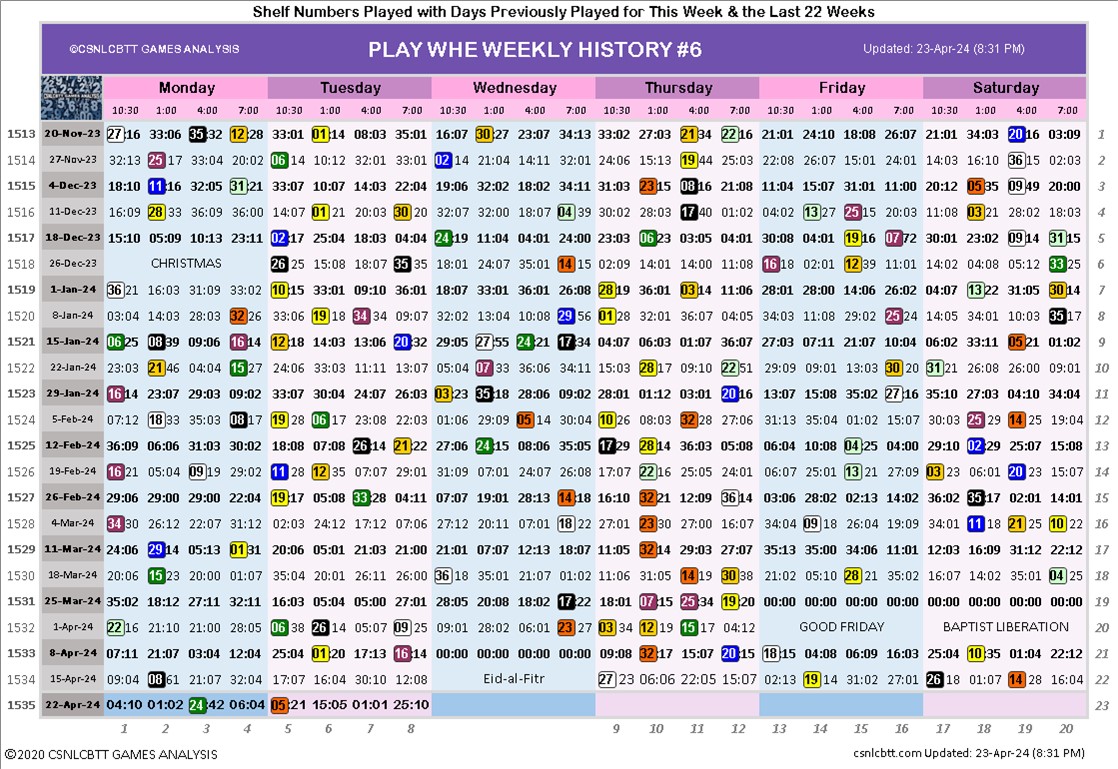 Shelf Numbers Played with Days Previously Played for This Week & the Last 22 Weeks
©CSNLCBTT GAMES ANALYSIS PLAY WHE WEEKLY HISTORY #6 Updated: 23-Apr-24 (8:31 PM)
Monday Tuesday Wednesday Thursday Friday Saturday
10:30 1:00 4:00 7:00 10:30 1:00 4:00 7:00 10:30 1:00 4:00 7:00 10:30 1:00 4:00 7:00 10:30 1:00 4:00 7:00 10:30 1:00 4:00 7:00
1513 20-Nov-23 27:16 33:06 35:32 12:28 33:01 01:14 08:03 35:01 16:07 30:27 23:07 34:13 33:02 27:03 11:34 22:16 21:01 24:10 18:08 26:07 21:01 34:03 20:16 03:09 1
1514 27-Nov-23 32:13 25:17 33:04 20:02 06:14 10:12 32:01 33:01 02:14 21:04 14:11 32:01 24:06 15:13 19:44 25:03 22:08 26:07 15:01 24:01 14:03 16:10 36:15 02:03 2
1515 4-Dec-23 18:10 11:16 32:05 31:21 33:07 10:07 14:03 22:04 19:06 32:02 18:02 34:11 31:03 23:15 08:16 21:08 11:04 15:07 31:01 11:00 20:12 05:35 09:49 20:00 3
1516 11-Dec-23 16:09 28:33 36:09 36:00 14:07 01:21 20:03 30:20 32:07 32:00 18:07 04:39 30:02 28:03 11:40 01:02 04:02 13:27 25:15 20:03 11:08 03:21 28:02 18:03 4
1517 18-Dec-23 15:10 05:09 10:13 23:11 02:17 25:04 18:03 04:04 24:19 11:04 04:01 24:00 23:03 06:23 03:05 04:01 30:08 04:01 19:16 07:72 30:01 23:02 09:14 31:15 5
1518 26-Dec-23 CHRISTMAS 26:25 15:08 18:07 35:35 18:01 24:07 35:01 14:15 02:09 14:01 14:00 11:08 13:18 06:01 12:39 11:01 14:02 04:08 05:12 33:25 6
1519 1-Jan-24 36:21 16:03 31:09 33:02 10:15 33:01 09:10 36:01 18:07 33:01 36:01 29:07 28:19 36:01 03:14 11:06 28:01 28:00 14:06 26:02 04:07 13:22 31:05 30:14 7
1520 8-Jan-24 03:04 14:03 28:03 32:26 33:06 19:18 34:34 09:07 32:02 13:04 10:08 29:56 01:28 32:01 08:07 04:05 34:03 11:08 29:02 25:24 14:05 34:01 10:03 35:17 8
1521 15-Jan-24 06:25 08:39 09:06 16:14 12:18 14:03 13:06 20:32 29:05 27:55 24:21 17:34 04:07 06:03 01:07 36:07 27:03 07:11 21:07 10:04 06:02 33:11 05:21 01:02 9
1522 22-Jan-24 23:03 21:46 04:04 15:27 24:06 33:03 11:11 13:07 05:04 07:33 36:06 34:11 15:03 28:17 09:10 22:51 29:09 09:01 13:03 30:20 31:21 26:08 26:00 09:01 10
1523 29-Jan-24 16:14 23:07 29:03 09:02 33:07 30:04 24:07 26:03 03:23 35:18 28:06 09:02 28:01 01:12 03:01 20:16 13:07 15:08 35:02 27:16 35:10 27:03 04:10 34:04 11
1524 5-Feb-24 07:12 18:33 35:03 08:17 19:28 06:17 23:08 22:03 01:06 29:09 05:14 30:04 10:26 08:03 32:28 27:06 31:13 35:04 01:02 15:07 30:03 25:29 14:25 19:04 12
1525 12-Feb-24 36:09 06:06 31:03 30:02 18:08 07:08 26:14 21:22 27:06 24:15 08:06 35:05 17:29 28:14 36:03 05:08 06:04 10:08 04:25 04:00 29:10 02:29 25:07 15:08 13
1526 19-Feb-24 16:21 05:04 09:19 29:02 11:28 12:35 07:07 29:01 31:09 07:01 24:07 26:08 17:07 22:16 25:05 24:01 07:07 15:01 13:21 27:09 03:23 06:01 20:23 14:07 14
1527 26-Feb-24 29:06 29:00 29:00 22:04 19:17 05:08 33:28 04:11 07:07 19:01 28:13 14:18 16:10 32:21 12:09 36:14 03:06 28:02 02:13 14:02 36:02 35:17 02:01 14:01 15
1528 4-Mar-24 34:30 26:12 22:07 31:12 02:03 24:12 17:12 07:06 27:12 20:11 07:01 18:22 27:01 23:30 27:00 16:07 34:04 09:18 26:04 19:09 34:01 11:18 21:25 10:22 16
1529 11-Mar-24 24:06 29:14 05:13 01:31 20:06 05:01 21:03 21:00 21:01 07:07 12:13 18:07 11:05 32:14 29:03 27:07 35:13 35:00 34:06 11:01 12:03 16:09 31:12 22:12 17
1530 18-Mar-24 20:06 15:23 20:00 01:07 35:04 20:01 26:11 26:00 36:18 35:01 21:07 01:02 11:06 31:05 14:19 30:38 21:02 05:10 28:21 34:05 16:07 14:02 35:01 04:25 18
1531 25-Mar-24 35:02 18:12 27:11 32:11 16:03 05:04 05:00 27:01 28:05 20:08 18:02 17:22 18:01 07:15 25:34 19:20 00:00 00:00 00:00 00:00 00:00 00:00 00:00 00:00 19
1532 1-Apr-24 22:16 21:10 21:00 28:05 06:38 26:14 05:07 09:25 09:01 28:02 06:01 23:27 03:34 12:19 15:17 04:12 GOOD FRIDAY BAPTIST LIBERATION 20
1533 8-Apr-24 07:11 21:07 03:04 12:04 25:04 01:20 17:13 16:14 00:00 00:00 00:00 00:00 09:08 32:17 15:07 20:15 18:15 04:08 06:09 16:03 25:04 10:35 04:01 22:12 21
1534 15-Apr-24 09:04 08:61 21:07 32:04 17:07 16:04 30:10 12:08 Eid-al-Fitr 27:23 06:06 22:05 15:07 02:13 19:14 31:02 27:03 26:18 01:07 14:28 16:04 22
1535 22-Apr-24 04:10 01:02 24:42 06:04 05:21 15:05 01:01 25:10 23
1 2 3 4 5 6 7 8 9 10 11 12 13 14 15 16 17 18 19 20
©2020 CSNLCBTT GAMES ANALYSIS csnlcbtt.com Updated: 23-Apr-24 (8:31 PM)